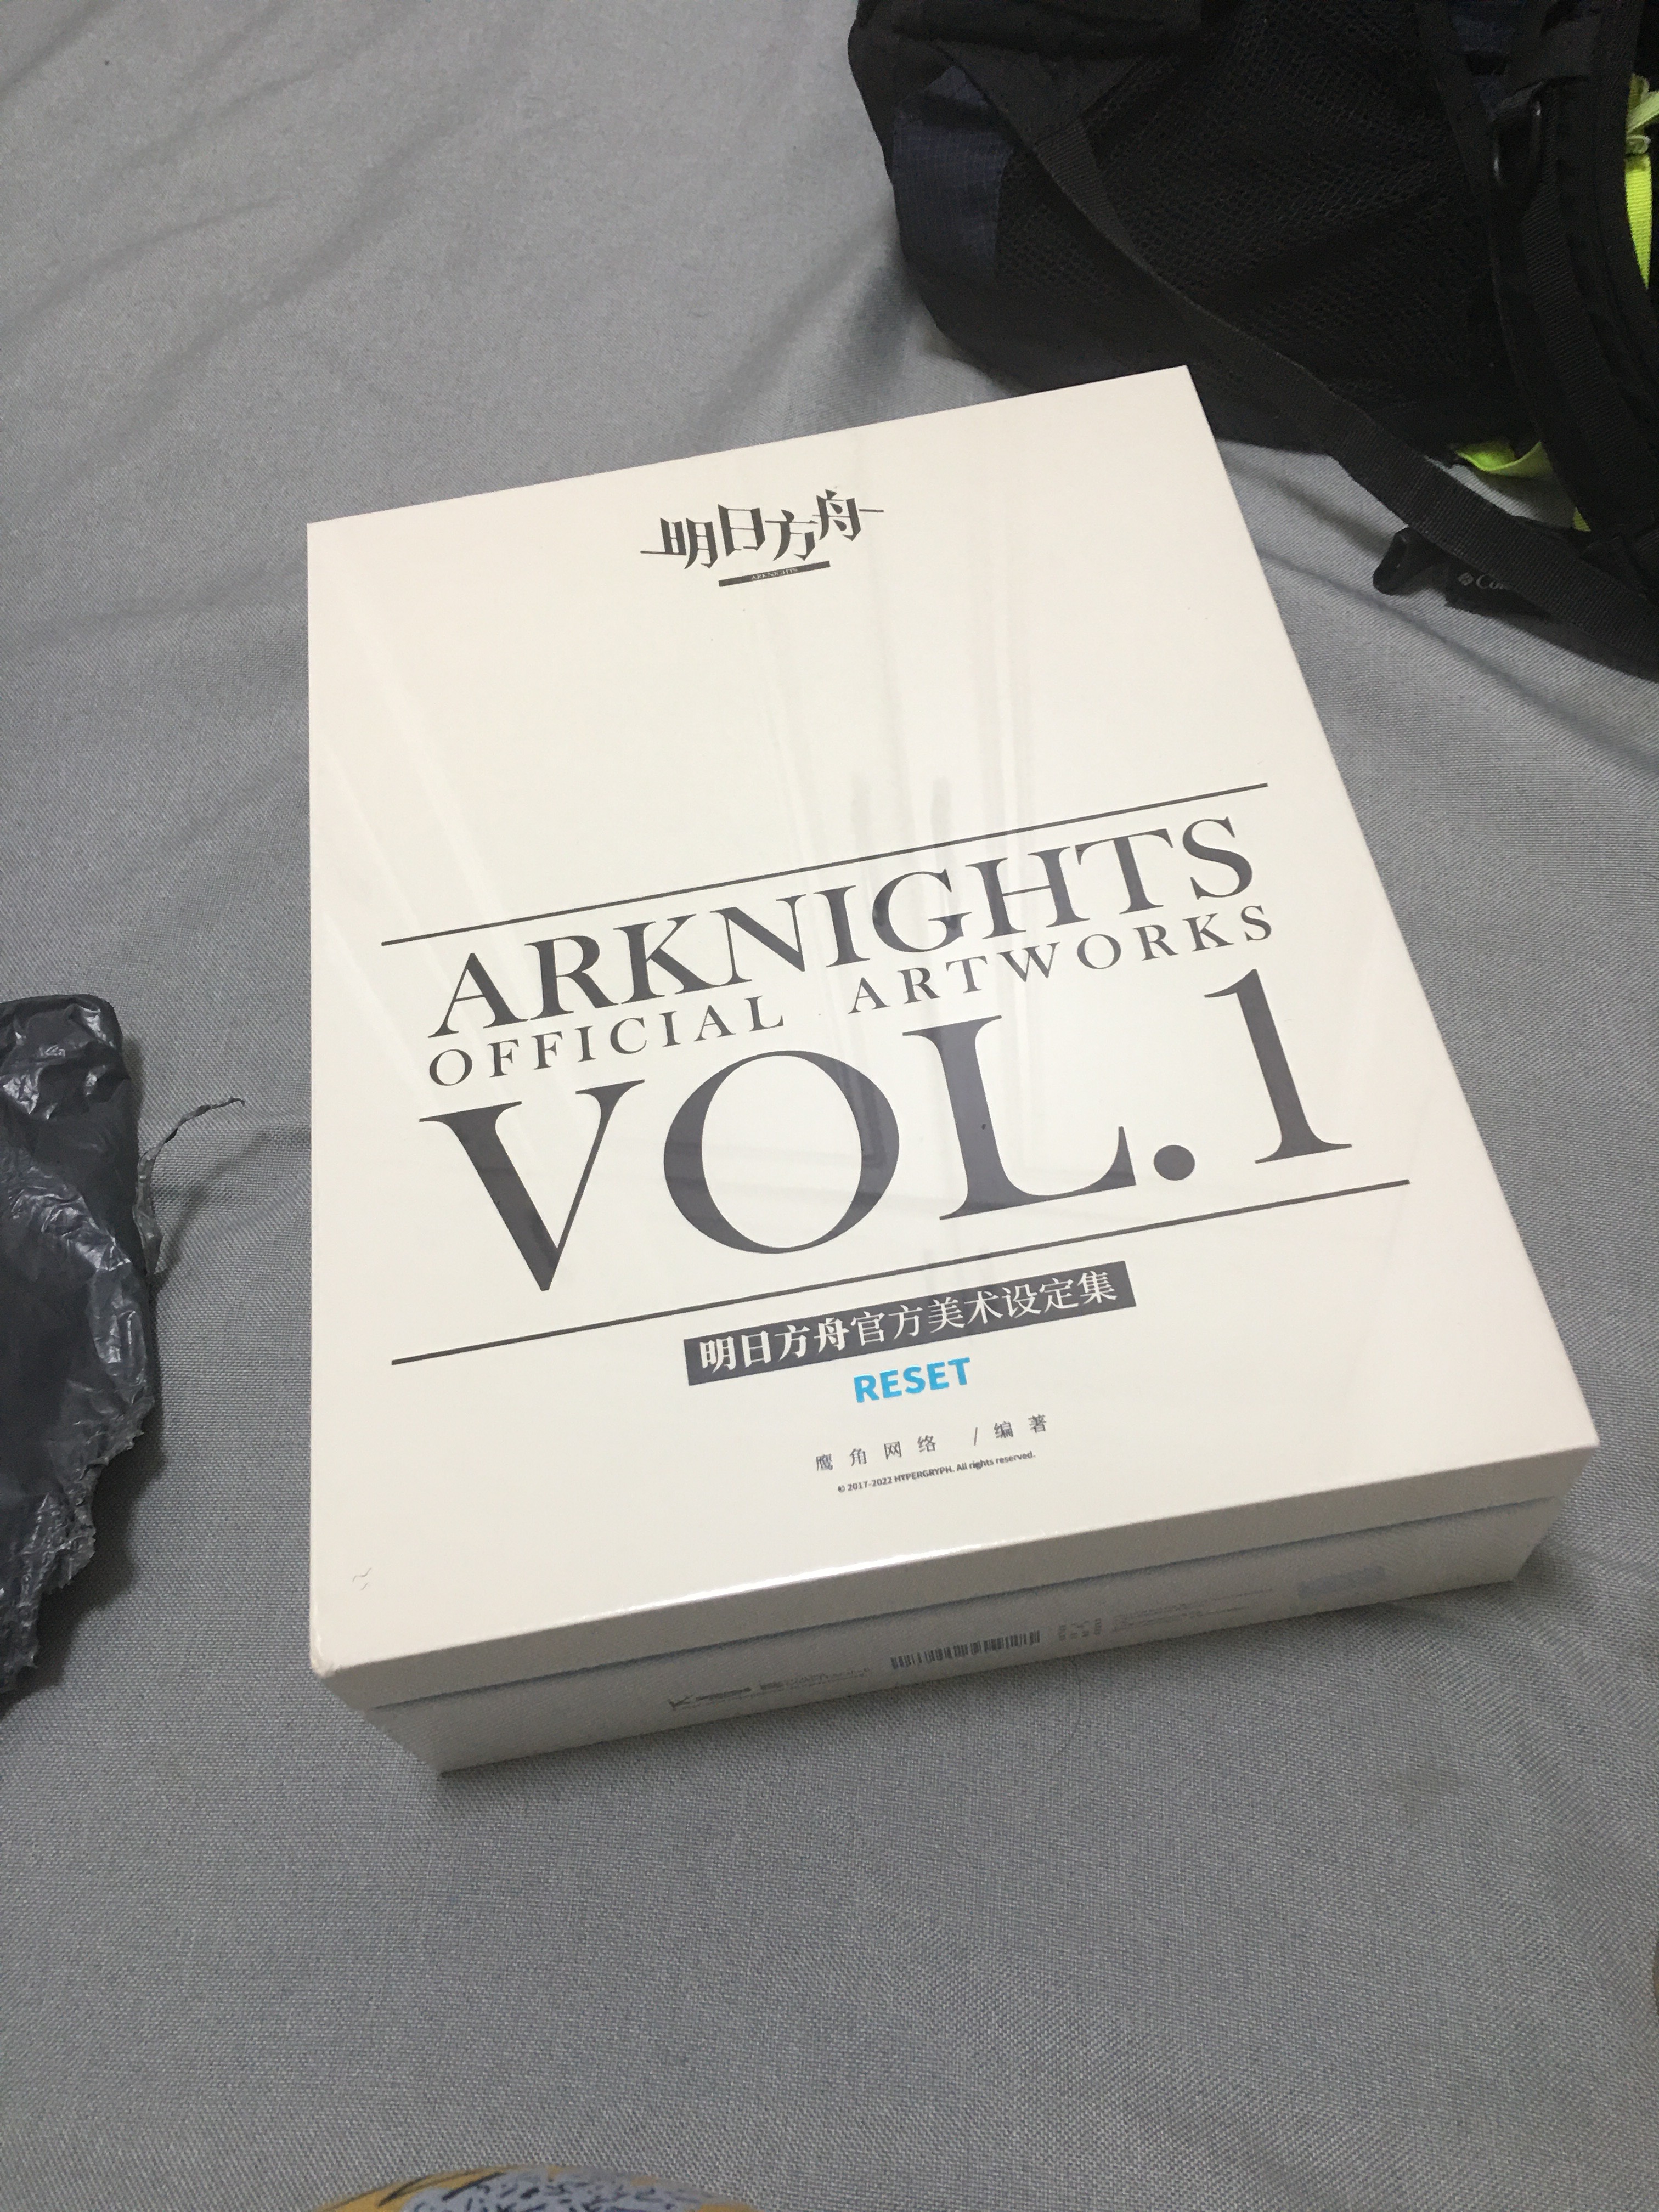 明日方舟
ARKNIGHTS
ARKNIGHTS
OFFICIAL ARTWORKS
VOL.1
明日方舟官方美术设定集
RESET
鹰角网络 / 编著
© 2017-2022 HYPERGRYPH. All rights reserved.